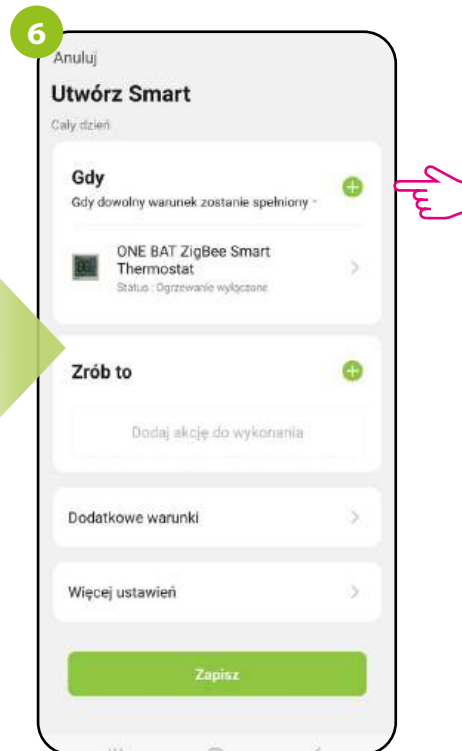 6
Anuluj
Utwórz Smart
Cały dzień
Gdy
Gdy dowolny warunek zostanie spełniony
ONE BAT ZigBee Smart
Thermostat
Status : Ogrzewanie wyłączone
Zrób to
Dodaj akcję do wykonania
Dodatkowe warunki
Więcej ustawień
Zapisz